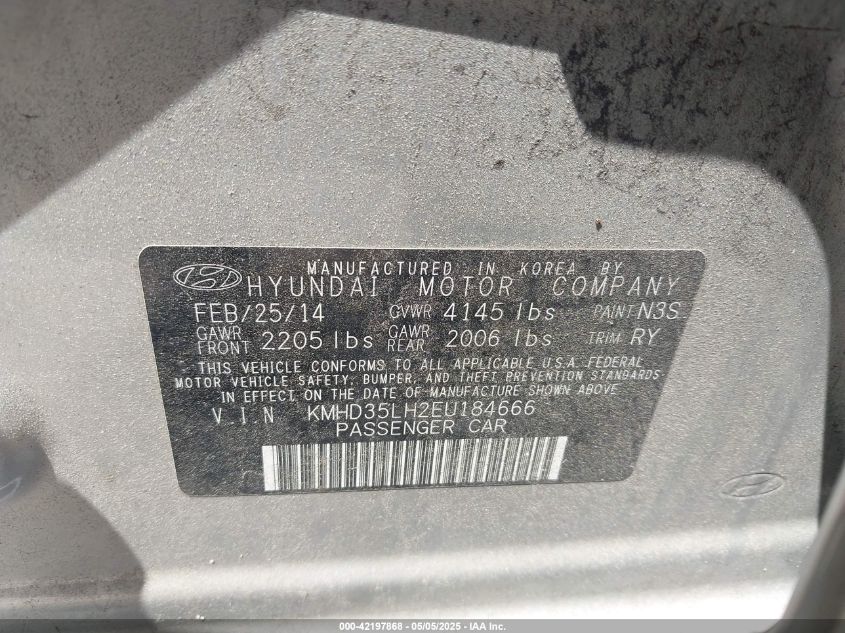 MANUFACTURED IN KOREA BY
HYUNDAI MOTOR COMPANY
FEB/25/14 GVWR 4145 lbs PAINT N3S
GAWR FRONT 2205 lbs GAWR REAR 2006 lbs TRIM RY
THIS VEHICLE CONFORMS TO ALL APPLICABLE U.S.A. FEDERAL
MOTOR VEHICLE SAFETY, BUMPER, AND THEFT PREVENTION STANDARDS
IN EFFECT ON THE DATE OF MANUFACTURE SHOWN ABOVE
V.I.N KMHD35LH2EU184666
PASSENGER CAR
000-42197868 - 05/05/2025 - IAA Inc.